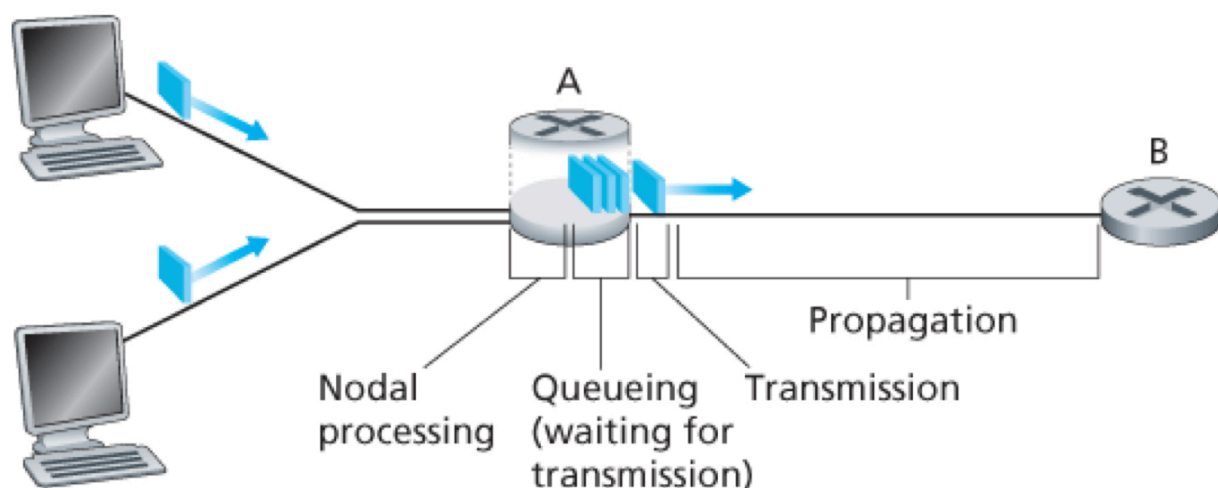 A
B
Propagation
Nodal
processing
Queueing
(waiting for
transmission)
Transmission